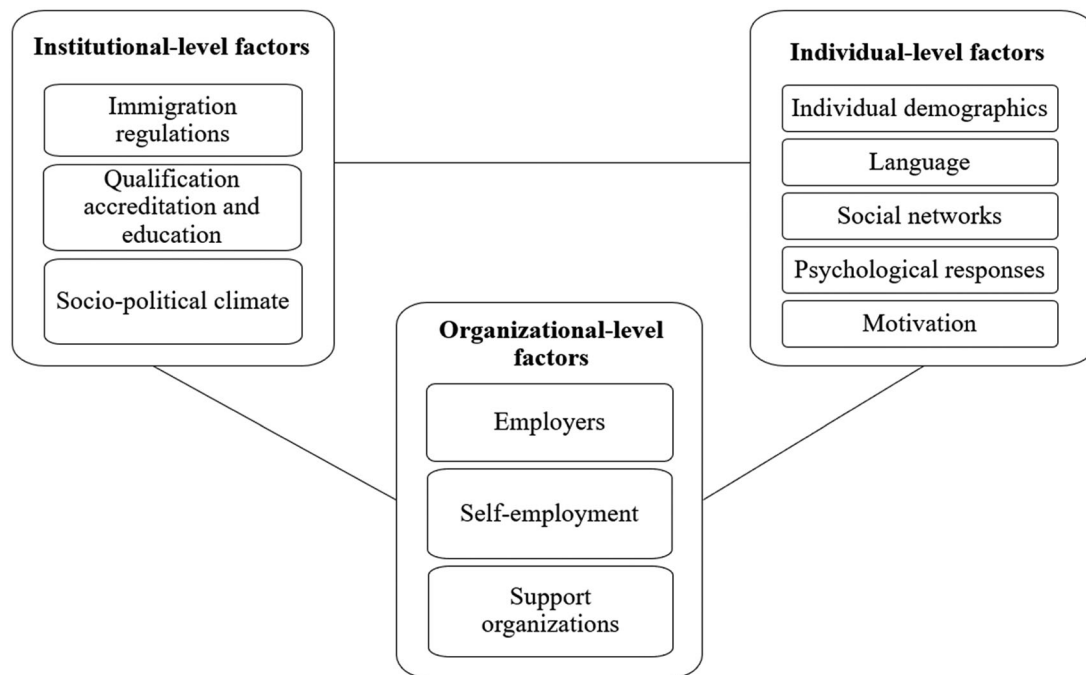 Institutional-level factors
Immigration
regulations
Qualification
accreditation and
education
Socio-political climate
Individual-level factors
Individual demographics
Language
Social networks
Psychological responses
Motivation
Organizational-level
factors
Employers
Self-employment
Support
organizations